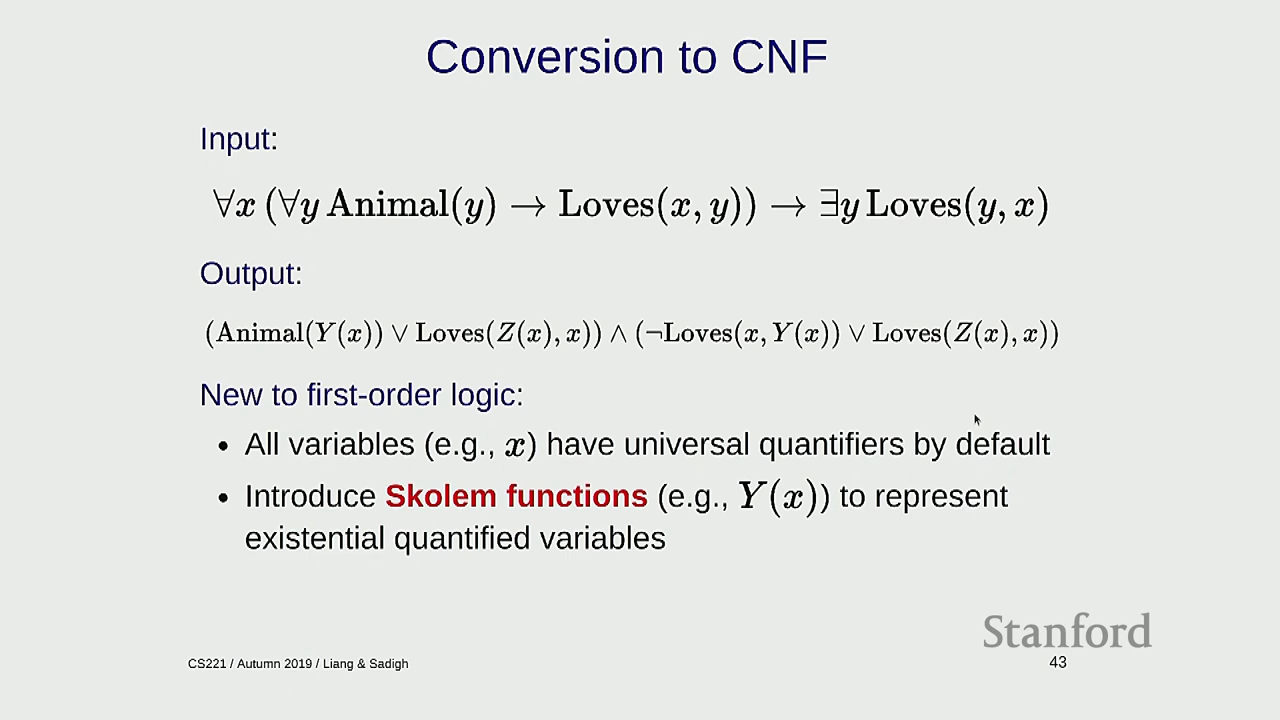 Conversion to CNF
Input:
∀x (∀y Animal(y) → Loves(x, y)) → ∃y Loves(y, x)
Output:
(Animal(Y(x)) ∨ Loves(Z(x), x)) ∧ (¬Loves(x, Y(x)) ∨ Loves(Z(x), x))
New to first-order logic:
• All variables (e.g., x) have universal quantifiers by default
• Introduce Skolem functions (e.g., Y(x)) to represent
existential quantified variables
Stanford
CS221 / Autumn 2019 / Liang & Sadigh
43